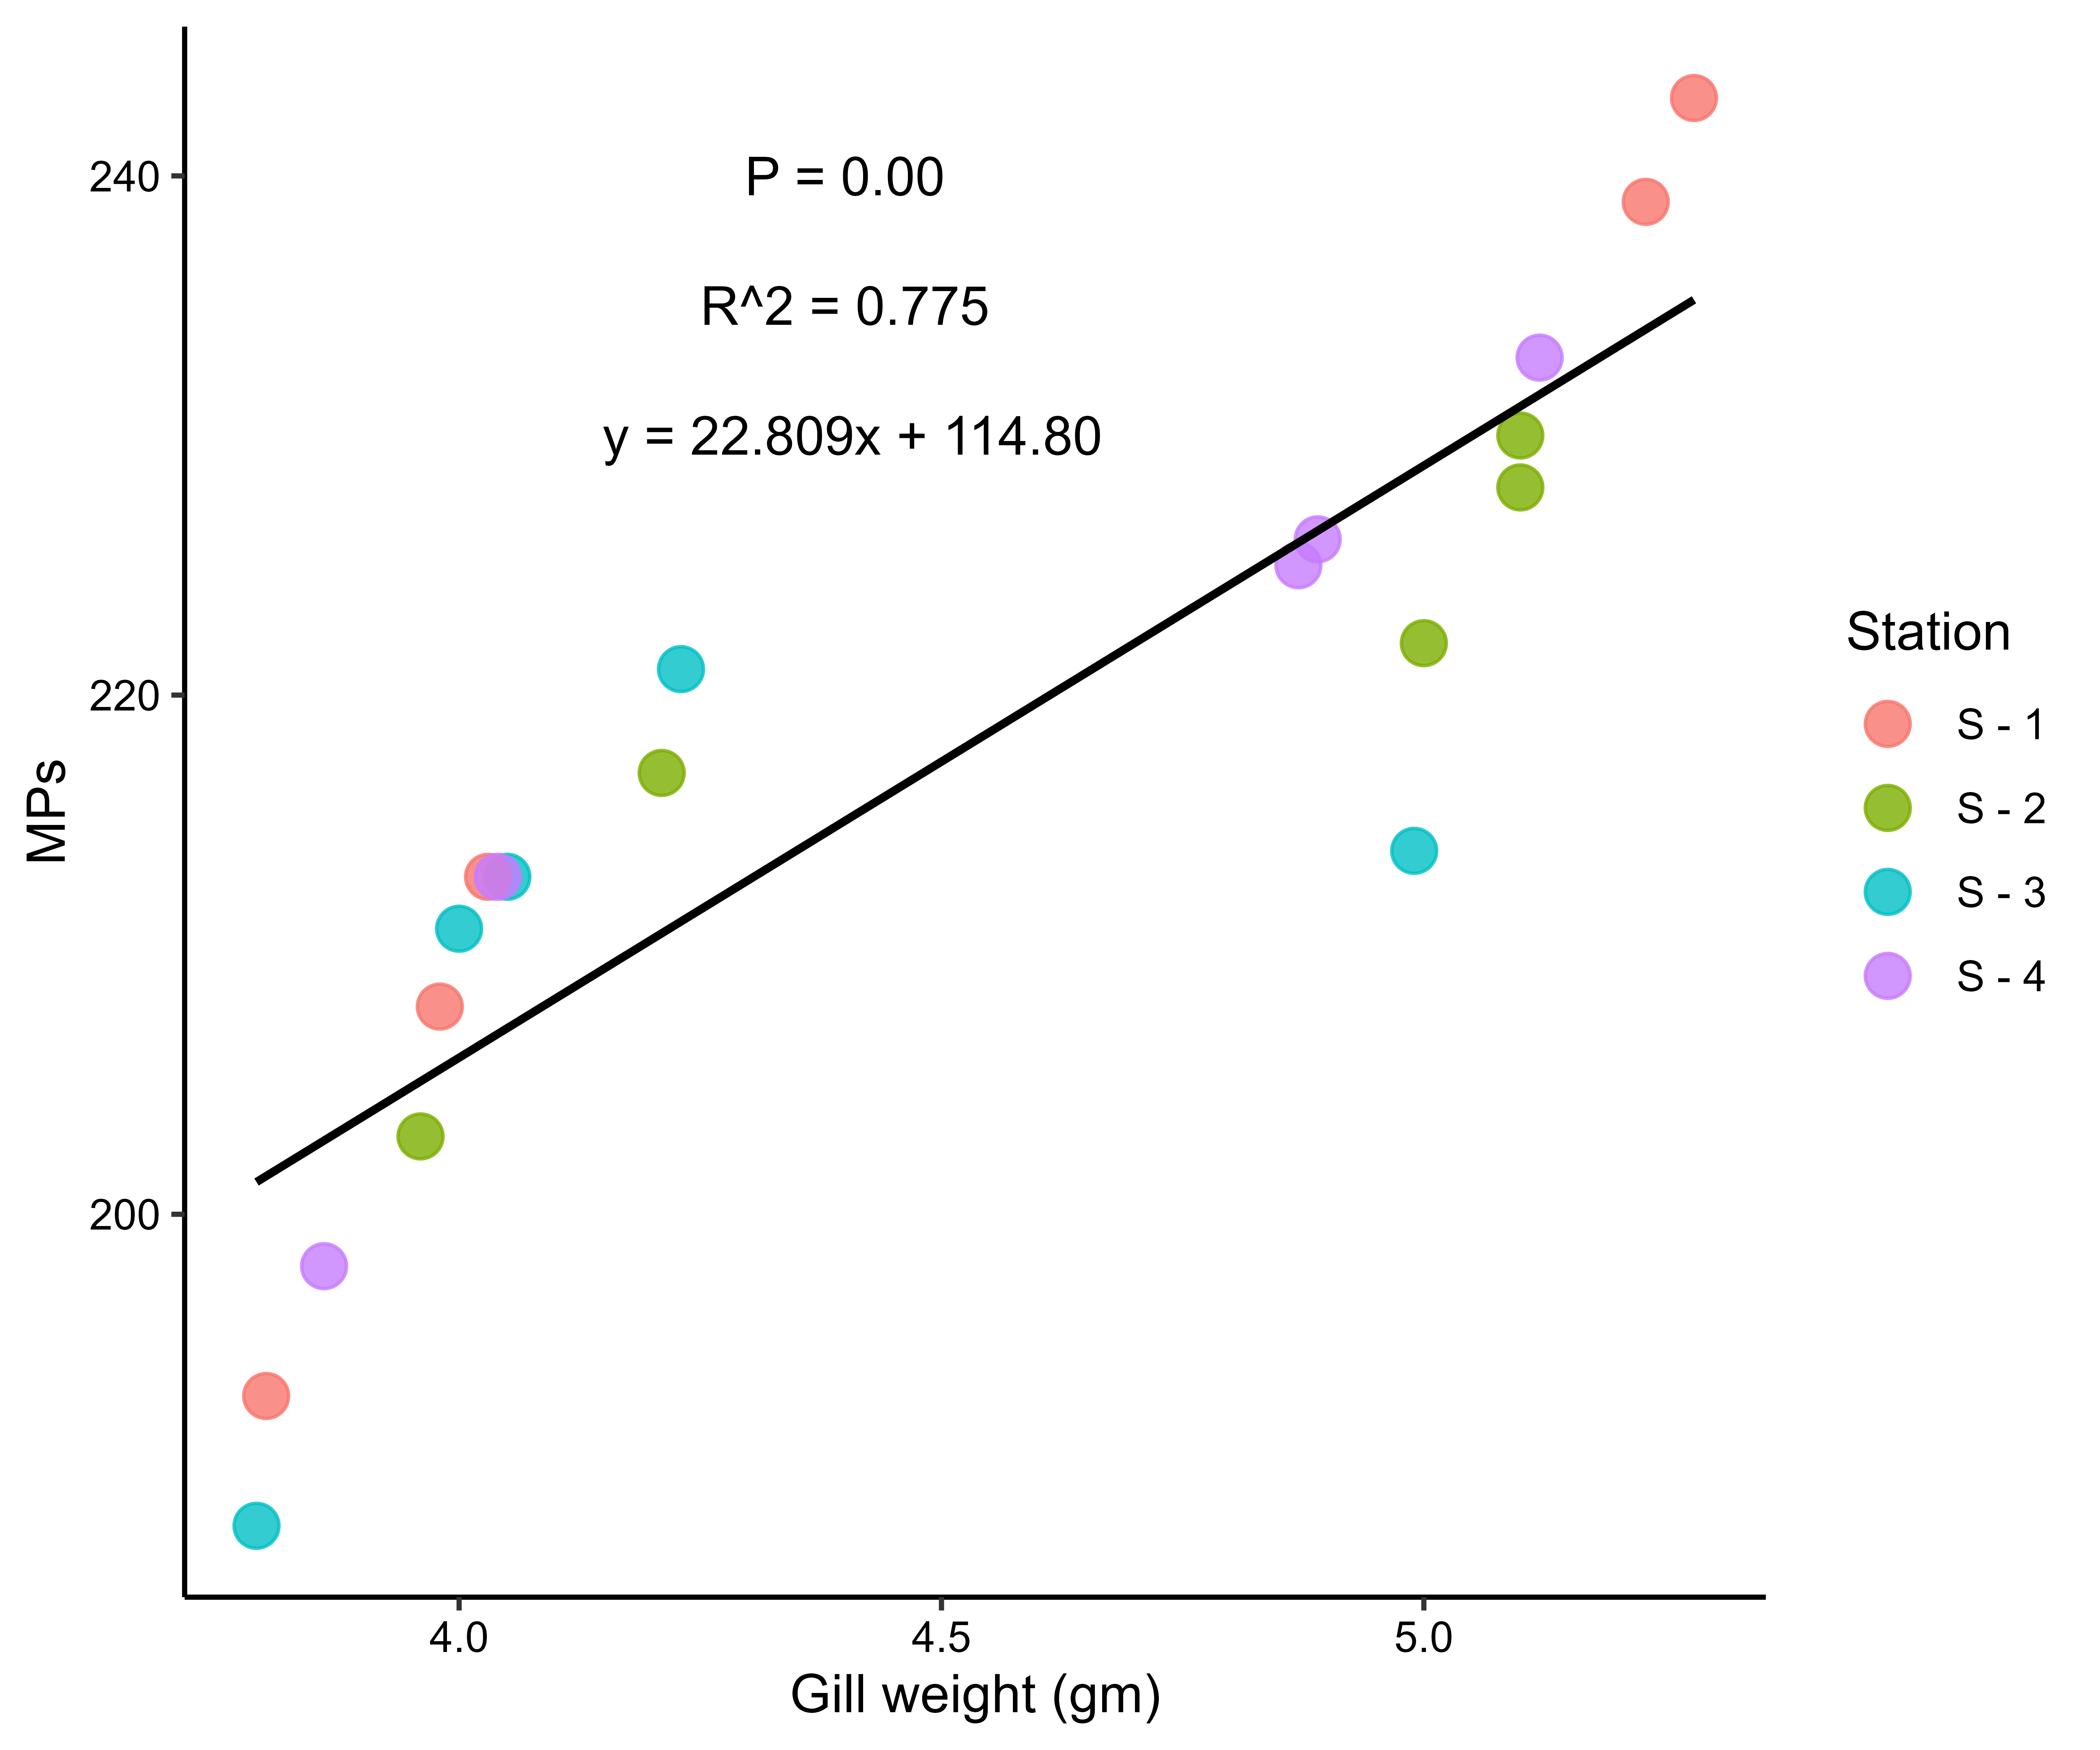 P = 0.00
R^2 = 0.775
y = 22.809x + 114.80
240
220
200
MPs
4.0
4.5
5.0
Gill weight (gm)
Station
S - 1
S - 2
S - 3
S - 4